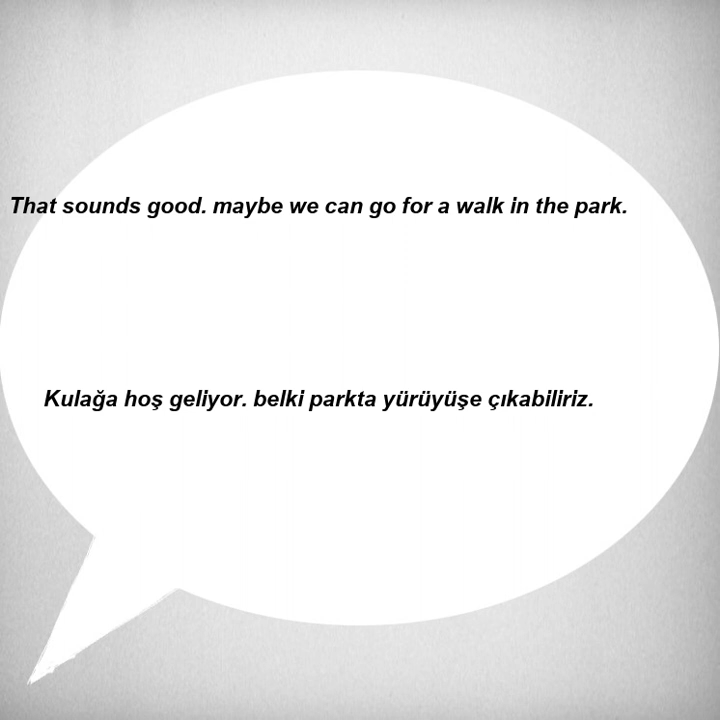 That sounds good. maybe we can go for a walk in the park.
Kulağa hoş geliyor. belki parkta yürüyüşe çıkabiliriz.